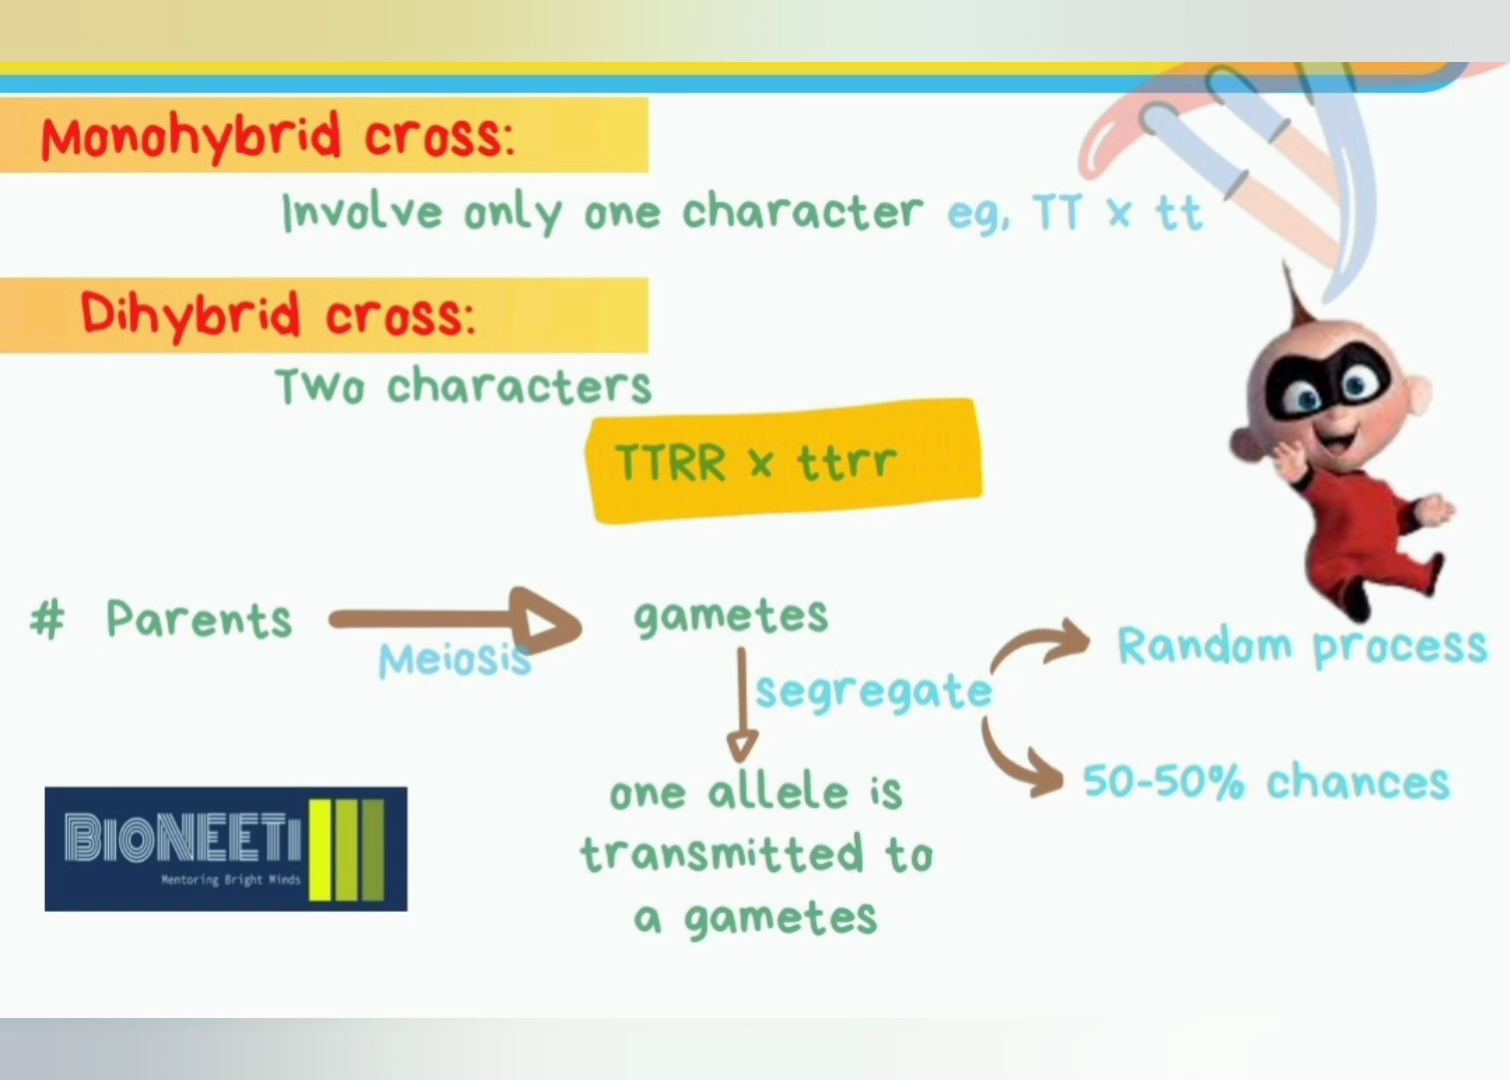 Monohybrid cross:
Involve only one character eg, TT x tt
Dihybrid cross:
Two characters
TTRR x ttrr
# Parents
Meiosis
gametes
segregate
Random process
50-50% chances
one allele is
transmitted to
a gametes
BIONEETI
Mentoring Bright Minds